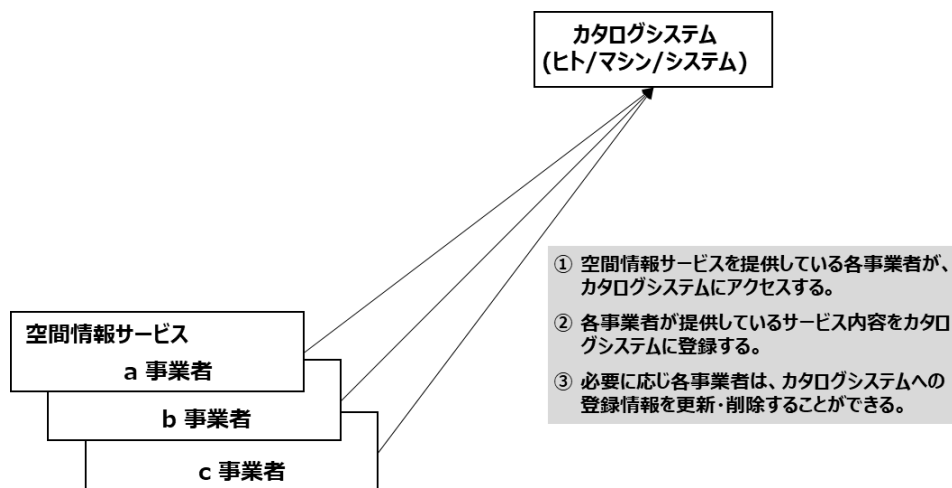 カタログシステム
(ヒト/マシン/システム)
① 空間情報サービスを提供している各事業者が、
カタログシステムにアクセスする。
② 各事業者が提供しているサービス内容をカタロ
グシステムに登録する。
③ 必要に応じ各事業者は、カタログシステムへの
登録情報を更新・削除することができる。
空間情報サービス
a 事業者
b 事業者
c 事業者